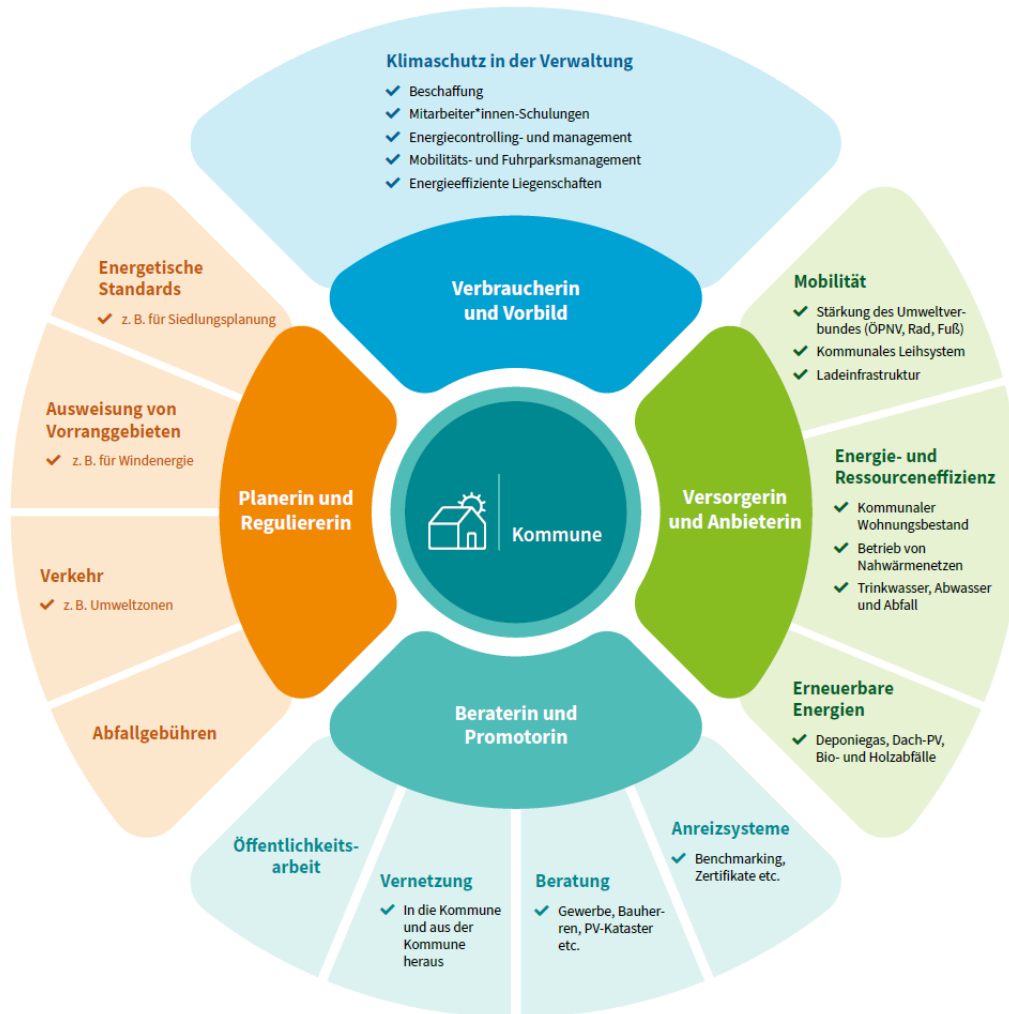 Klimaschutz in der Verwaltung
Beschaffung
Mitarbeiter*innen-Schulungen
Energiecontrolling- und management
Mobilitäts- und Fuhrparksmanagement
Energieeffiziente Liegenschaften
Verbraucherin
und Vorbild
Mobilität
Stärkung des Umweltver-
bundes (ÖPNV, Rad, Fuß)
Kommunales Leihsystem
Ladeinfrastruktur
Energie- und
Ressourceneffizienz
Kommunaler
Wohnungsbestand
Betrieb von
Nahwärmenetzen
Trinkwasser, Abwasser
und Abfall
Erneuerbare
Energien
Deponiegas, Dach-PV,
Bio- und Holzabfälle
Versorgerin
und Anbieterin
Kommune
Beraterin und
Promotorin
Anreizsysteme
Benchmarking,
Zertifikate etc.
Beratung
Gewerbe, Bauher-
ren, PV-Kataster
etc.
Vernetzung
In die Kommune
und aus der
Kommune
heraus
Öffentlichkeits-
arbeit
Planerin und
Reguliererin
Abfallgebühren
Verkehr
z. B. Umweltzonen
Ausweisung von
Vorranggebieten
z. B. für Windenergie
Energetische
Standards
z. B. für Siedlungsplanung